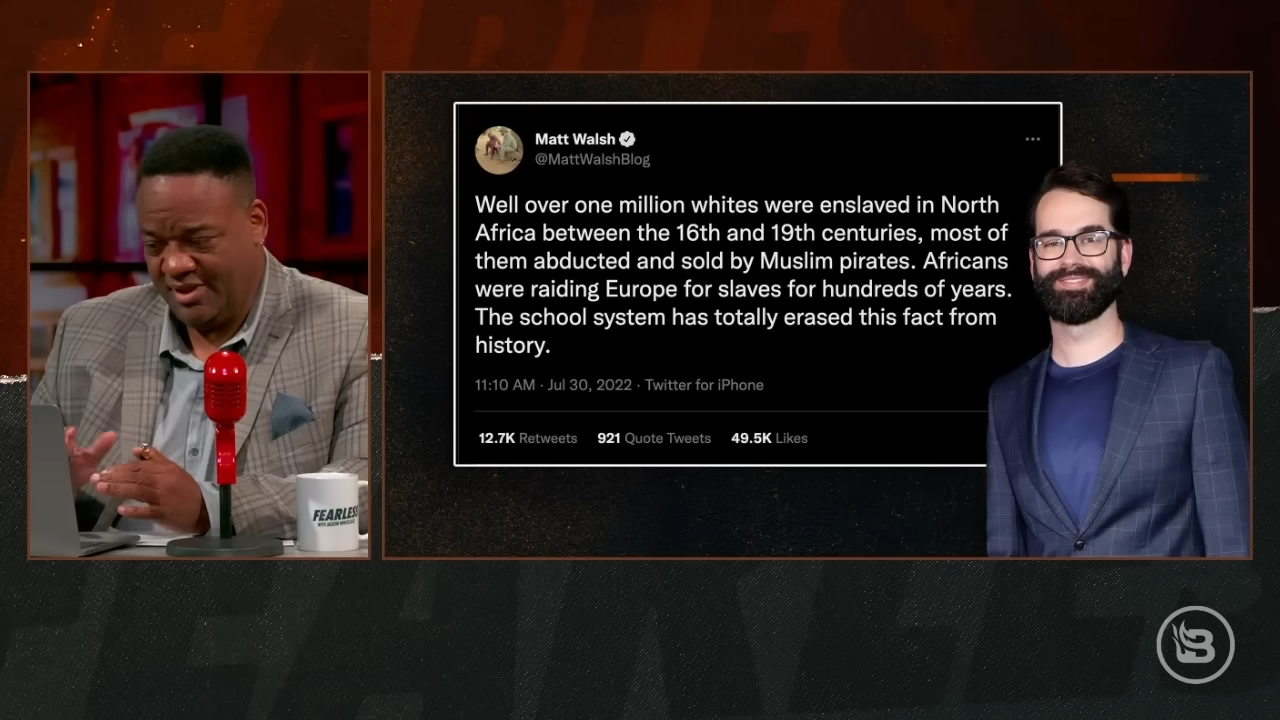 Matt Walsh
@MattWalshBlog
Well over one million whites were enslaved in North
Africa between the 16th and 19th centuries, most of
them abducted and sold by Muslim pirates. Africans
were raiding Europe for slaves for hundreds of years.
The school system has totally erased this fact from
history.
11:10 AM · Jul 30, 2022 · Twitter for iPhone
12.7K Retweets 921 Quote Tweets 49.5K Likes
FEARLESS
WITH JASON WHITLOCK
B